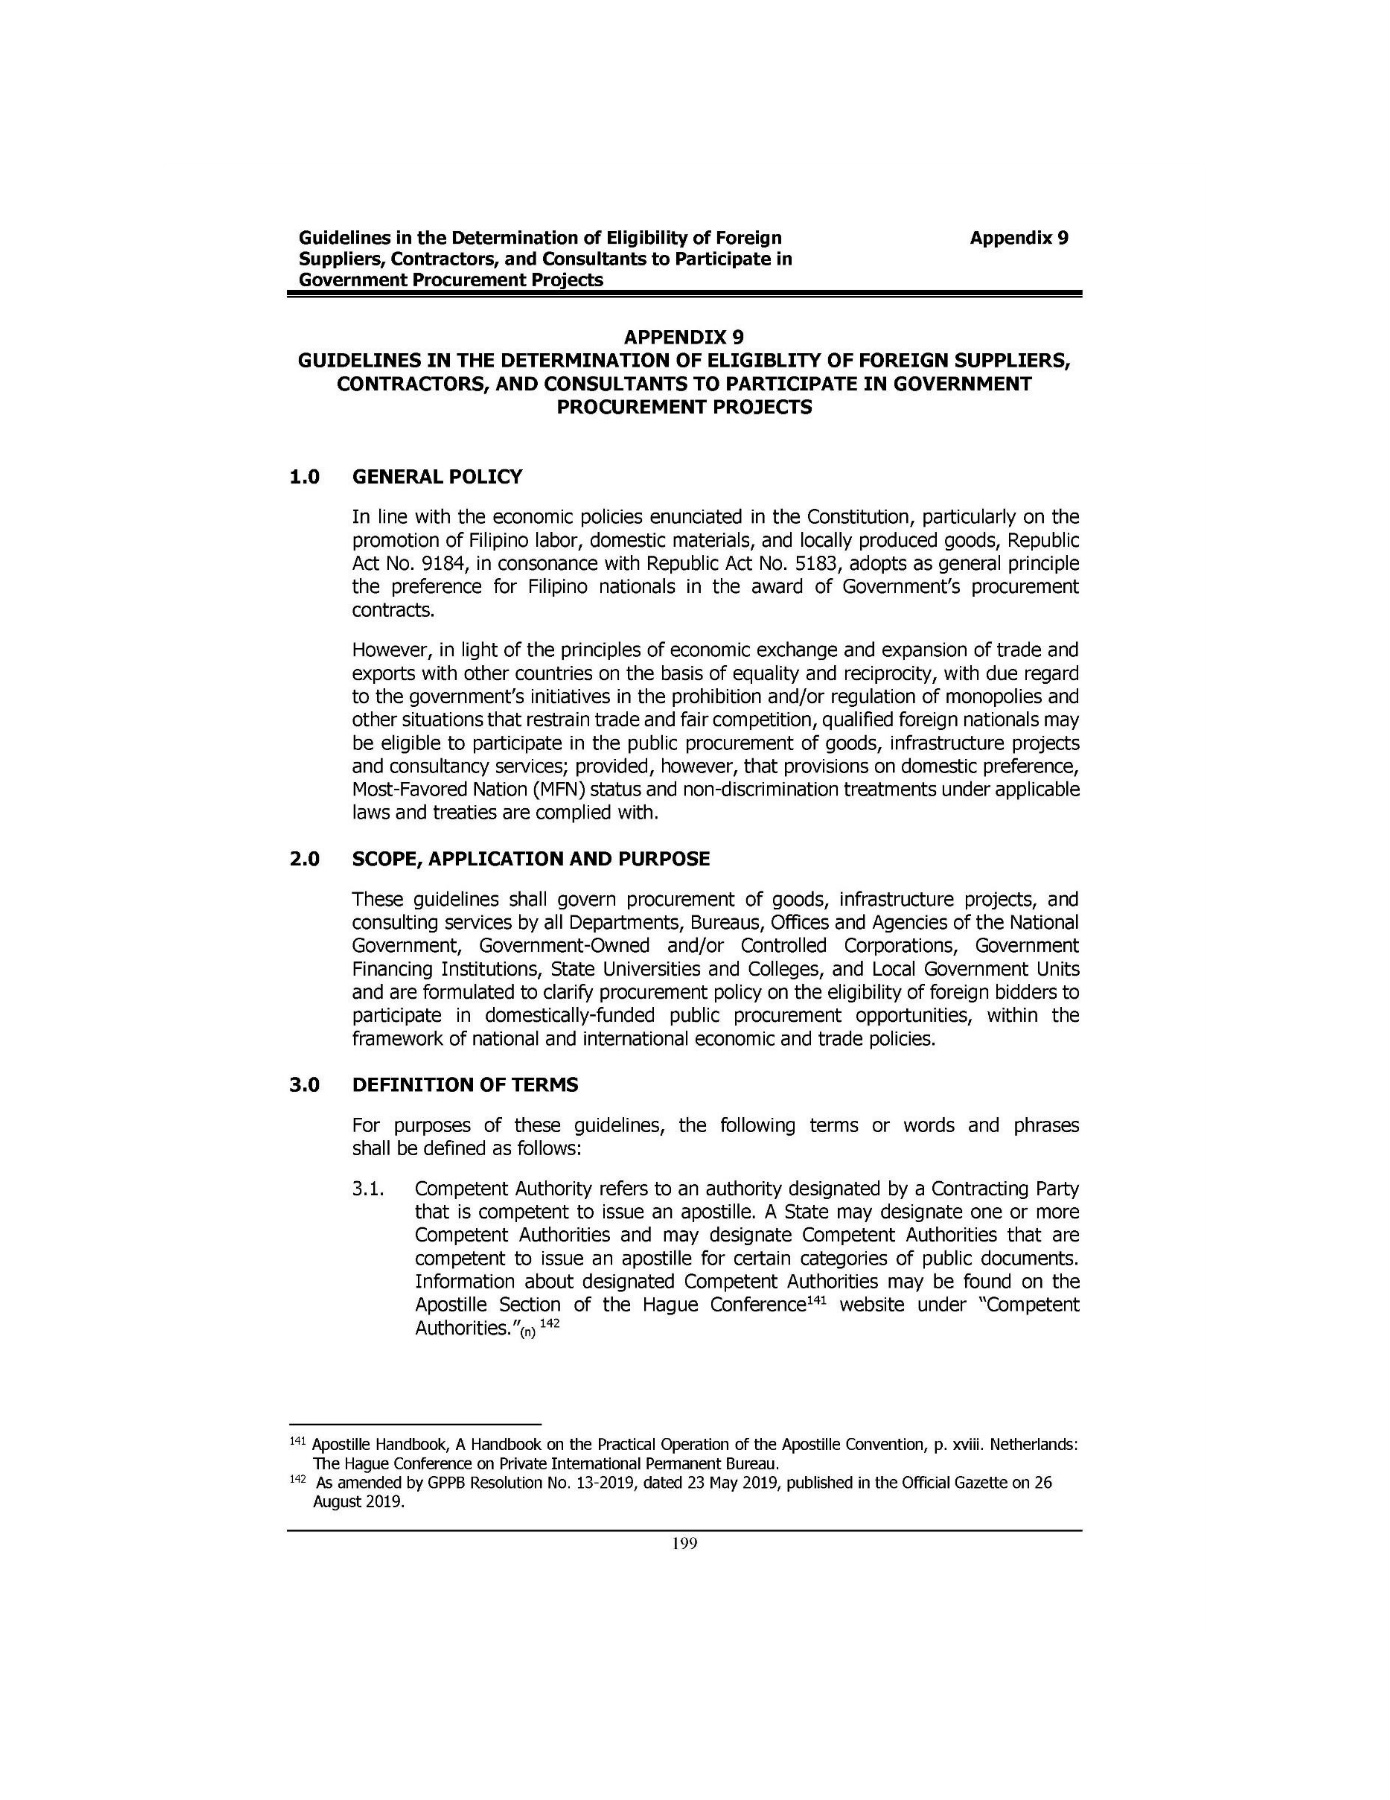 Guidelines in the Determination of Eligibility of Foreign Appendix 9
Suppliers, Contractors, and Consultants to Participate in
Government Procurement Projects
APPENDIX 9
GUIDELINES IN THE DETERMINATION OF ELIGIBLITY OF FOREIGN SUPPLIERS,
CONTRACTORS, AND CONSULTANTS TO PARTICIPATE IN GOVERNMENT
PROCUREMENT PROJECTS
1.0 GENERAL POLICY
In line with the economic policies enunciated in the Constitution, particularly on the
promotion of Filipino labor, domestic materials, and locally produced goods, Republic
Act No. 9184, in consonance with Republic Act No. 5183, adopts as general principle
the preference for Filipino nationals in the award of Government's procurement
contracts.
However, in light of the principles of economic exchange and expansion of trade and
exports with other countries on the basis of equality and reciprocity, with due regard
to the government's initiatives in the prohibition and/or regulation of monopolies and
other situations that restrain trade and fair competition, qualified foreign nationals may
be eligible to participate in the public procurement of goods, infrastructure projects
and consultancy services; provided, however, that provisions on domestic preference,
Most-Favored Nation (MFN) status and non-discrimination treatments under applicable
laws and treaties are complied with.
2.0 SCOPE, APPLICATION AND PURPOSE
These guidelines shall govern procurement of goods, infrastructure projects, and
consulting services by all Departments, Bureaus, Offices and Agencies of the National
Government, Government-Owned and/or Controlled Corporations, Government
Financing Institutions, State Universities and Colleges, and Local Government Units
and are formulated to clarify procurement policy on the eligibility of foreign bidders to
participate in domestically-funded public procurement opportunities, within the
framework of national and international economic and trade policies.
3.0 DEFINITION OF TERMS
For purposes of these guidelines, the following terms or words and phrases
shall be defined as follows:
3.1. Competent Authority refers to an authority designated by a Contracting Party
that is competent to issue an apostille. A State may designate one or more
Competent Authorities and may designate Competent Authorities that are
competent to issue an apostille for certain categories of public documents.
Information about designated Competent Authorities may be found on the
Apostille Section of the Hague Conference141 website under "Competent
Authorities."(n) 142
141 Apostille Handbook, A Handbook on the Practical Operation of the Apostille Convention, p. xviii. Netherlands:
The Hague Conference on Private International Permanent Bureau.
142 As amended by GPPB Resolution No. 13-2019, dated 23 May 2019, published in the Official Gazette on 26
August 2019.
199